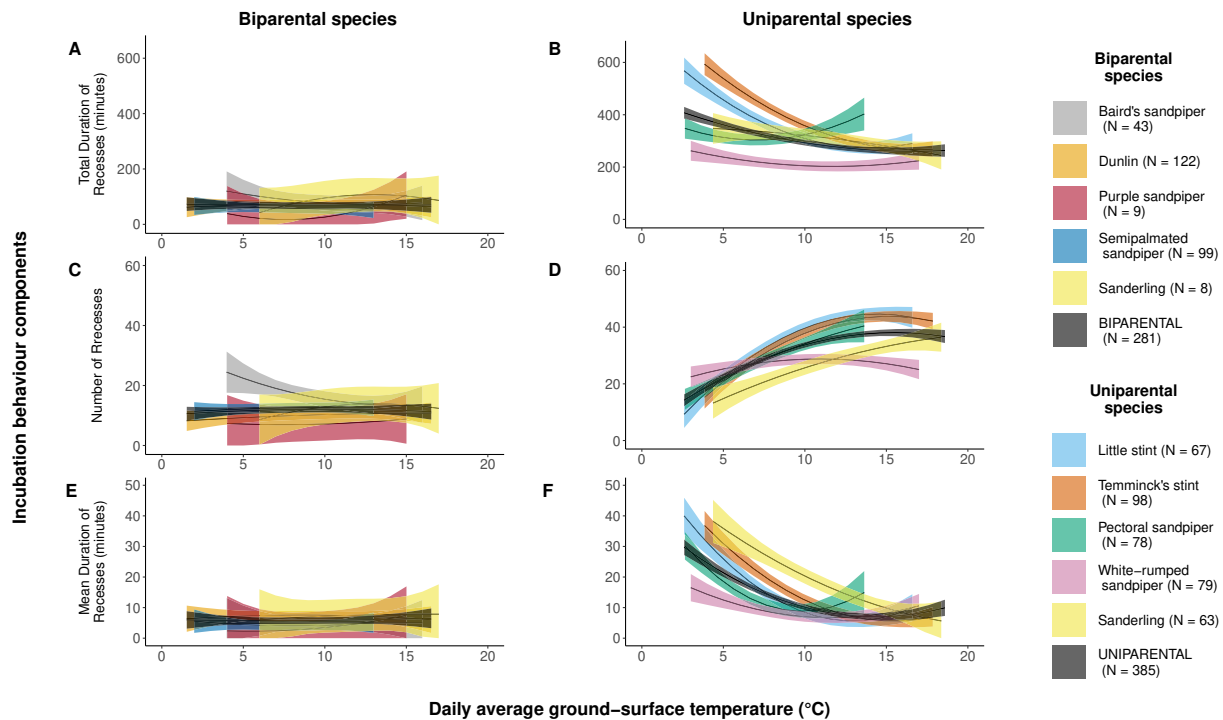 Biparental species
Uniparental species
Incubation behaviour components
A
Total Duration of
Recesses (minutes)
600
400
200
0
0
5
10
15
20
B
600
400
200
0
0
5
10
15
20
C
Number of Rrecesses
60
40
20
0
0
5
10
15
20
D
60
40
20
0
0
5
10
15
20
E
Mean Duration of
Recesses (minutes)
50
40
30
20
10
0
0
5
10
15
20
F
50
40
30
20
10
0
0
5
10
15
20
Daily average ground−surface temperature (°C)
Biparental
species
Baird's sandpiper
(N = 43)
Dunlin (N = 122)
Purple sandpiper
(N = 9)
Semipalmated
sandpiper (N = 99)
Sanderling (N = 8)
BIPARENTAL
(N = 281)
Uniparental
species
Little stint (N = 67)
Temminck's stint
(N = 98)
Pectoral sandpiper
(N = 78)
White−rumped
sandpiper (N = 79)
Sanderling (N = 63)
UNIPARENTAL
(N = 385)